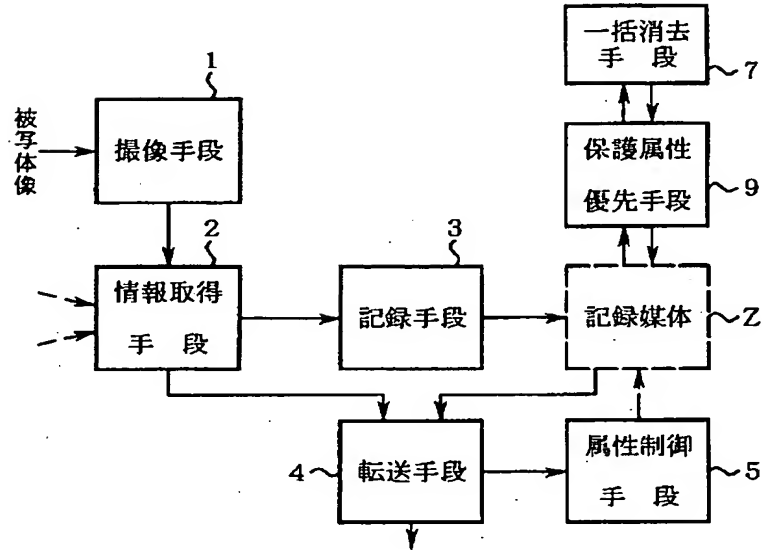 一括消去
手 段
7
1
被写体像
撮像手段
保護属性
優先手段
9
2
3
情報取得
手 段
記録手段
記録媒体
Z
4
転送手段
属性制御
手 段
5